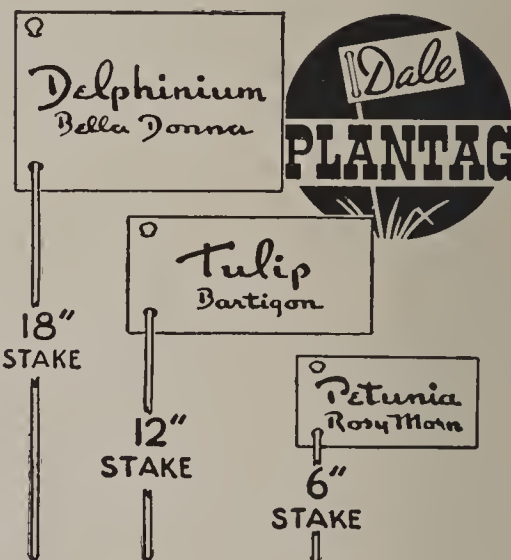 Delphinium
Bella Donna
Dale
PLANTAG
Tulip
Bartigon
18"
STAKE
Petunia
Rosy Morn
12"
STAKE
6"
STAKE